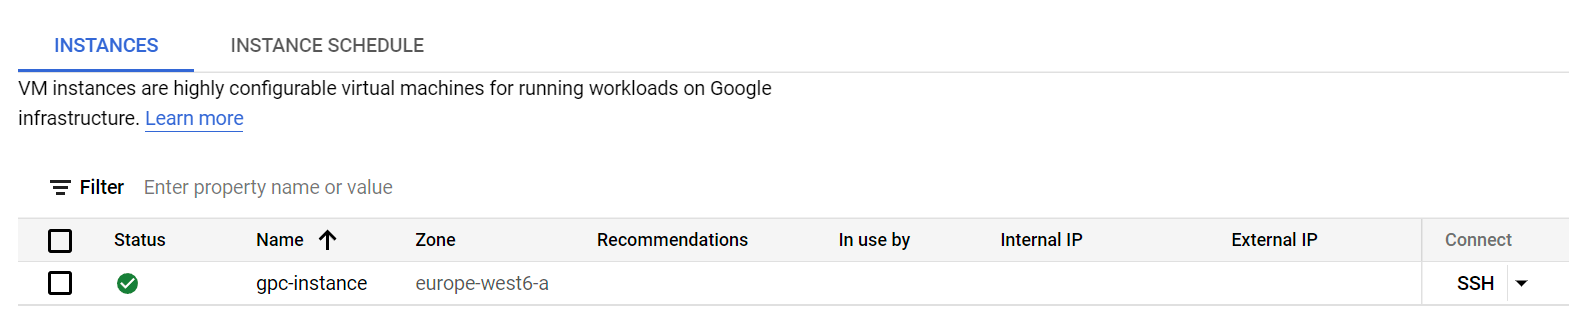 INSTANCES INSTANCE SCHEDULE
VM instances are highly configurable virtual machines for running workloads on Google
infrastructure. Learn more
Filter Enter property name or value
Status Name Zone Recommendations In use by Internal IP External IP Connect
gpc-instance europe-west6-a SSH